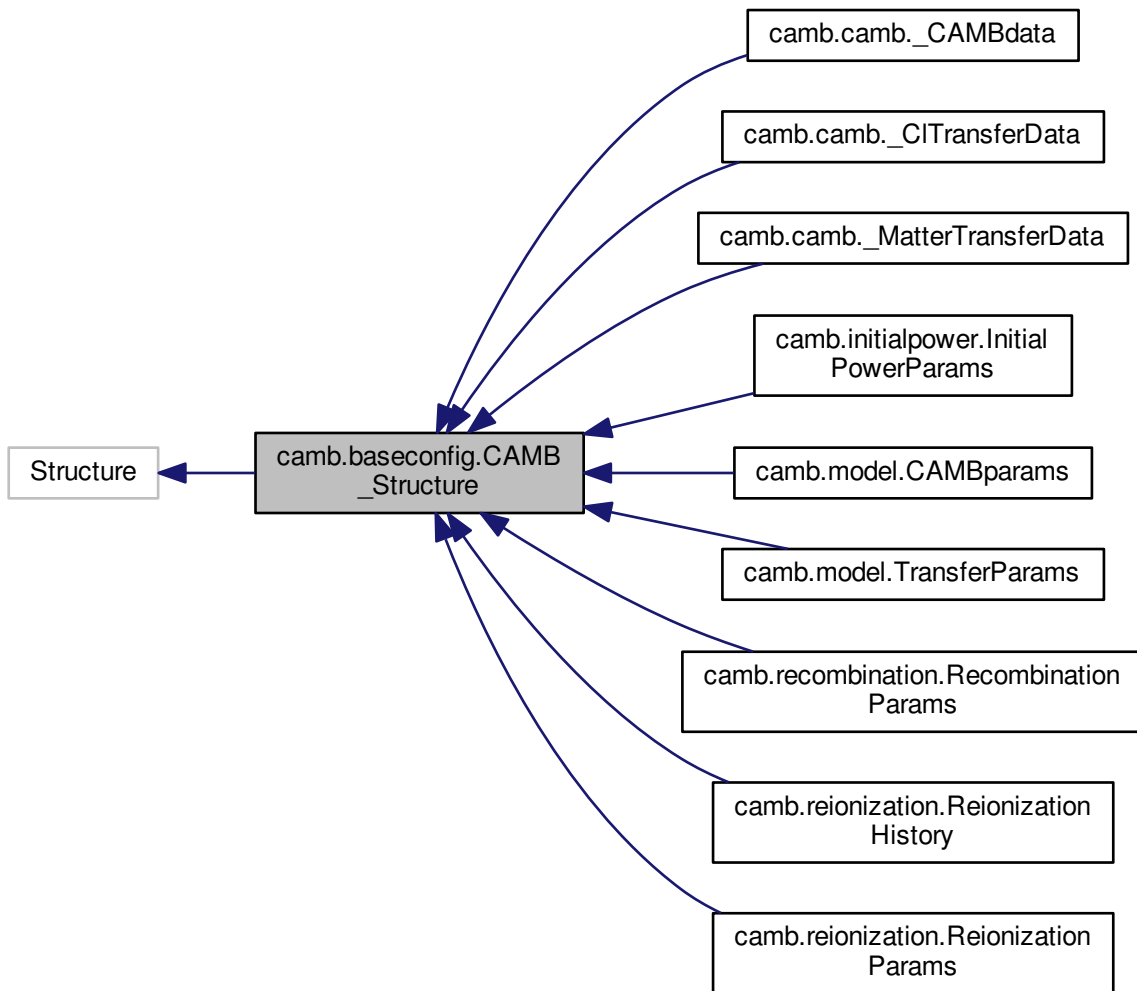 camb.camb._CAMBdata
camb.camb._ClTransferData
camb.camb._MatterTransferData
camb.initialpower.Initial
PowerParams
Structure
camb.baseconfig.CAMB
_Structure
camb.model.CAMBparams
camb.model.TransferParams
camb.recombination.Recombination
Params
camb.reionization.Reionization
History
camb.reionization.Reionization
Params